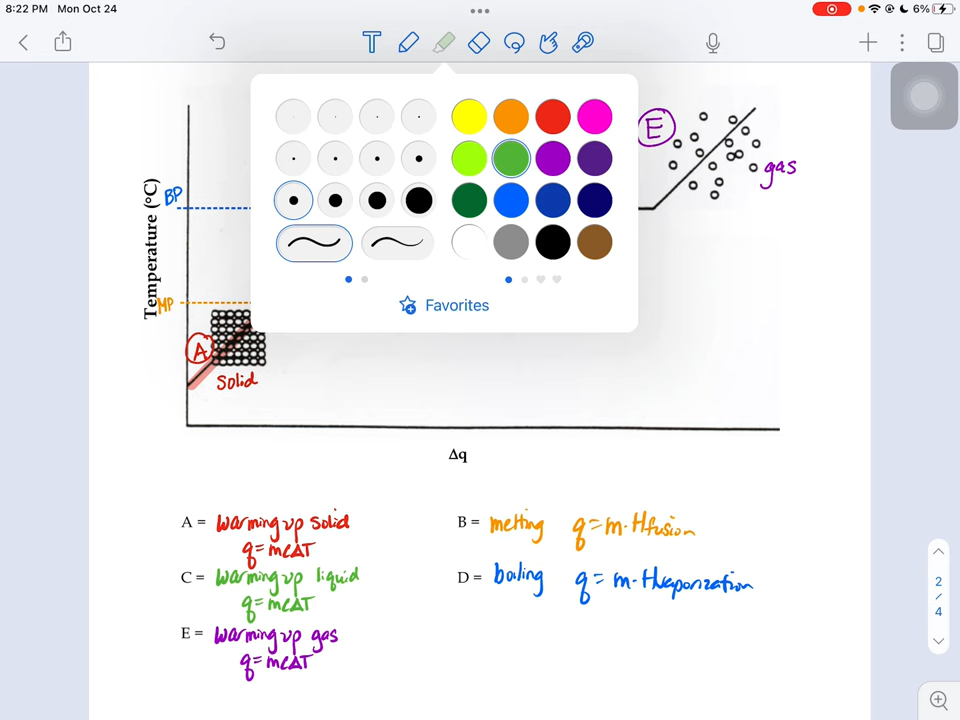 8:22 PM Mon Oct 24
6%
T
E
gas
BP
Temperature (°C)
MP
Favorites
A
Solid
Δq
A = warming up solid
q = mCΔT
B = melting q = m·Hfusion
C = warming up liquid
q = mCΔT
D = boiling q = m·Hvaporization
E = warming up gas
q = mCΔT
2
/
4